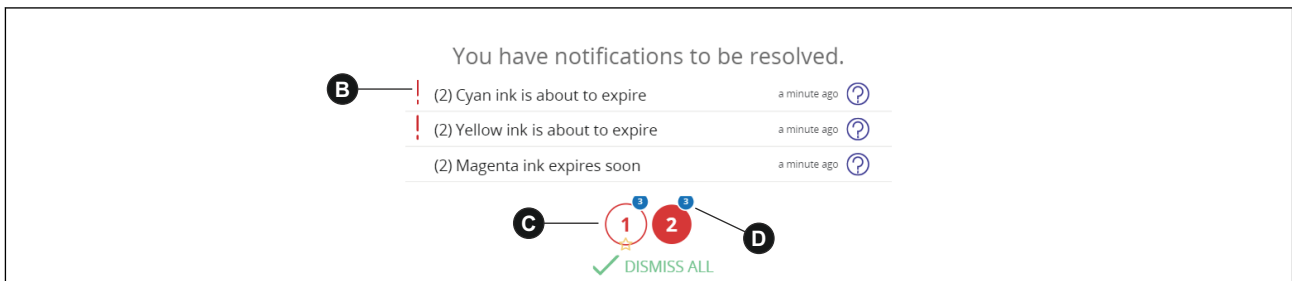 You have notifications to be resolved.
B
(2) Cyan ink is about to expire a minute ago ?
(2) Yellow ink is about to expire a minute ago ?
(2) Magenta ink expires soon a minute ago ?
3 3
C 1 2 D
DISMISS ALL